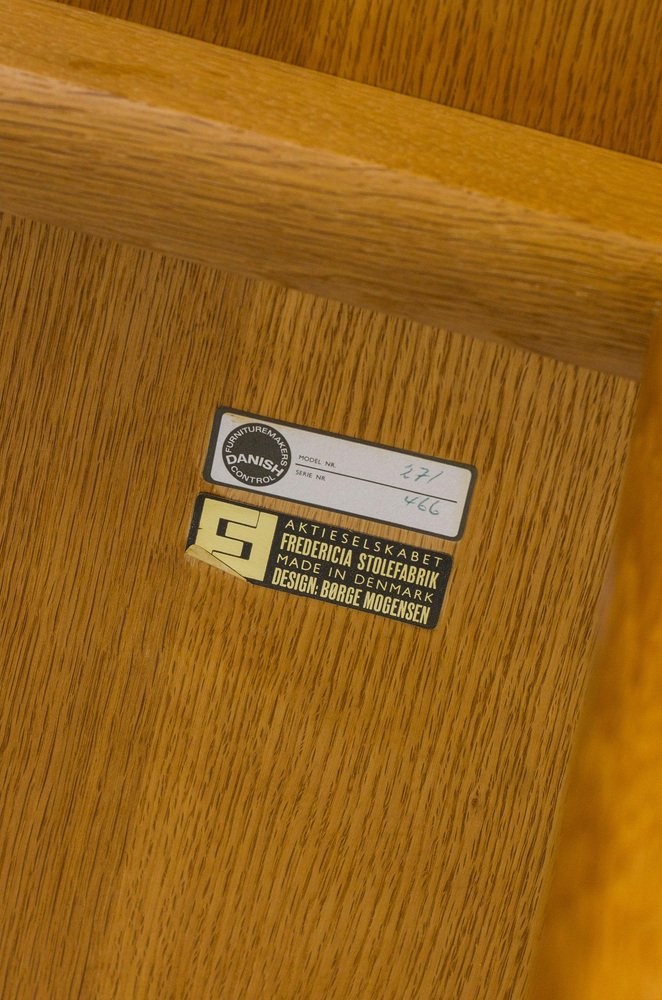 FURNITUREMAKERS
DANISH
CONTROL
MODEL NR. 271
SERIE NR. 466
AKTIESELSKABET
FREDERICIA STOLEFABRIK
MADE IN DENMARK
DESIGN: BØRGE MOGENSEN